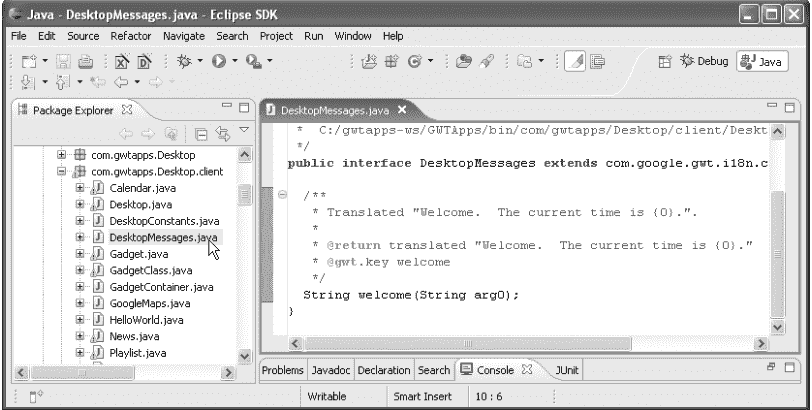 Java - DesktopMessages.java - Eclipse SDK
File Edit Source Refactor Navigate Search Project Run Window Help
Debug Java
Package Explorer
com.gwtapps.Desktop
com.gwtapps.Desktop.client
Calendar.java
Desktop.java
DesktopConstants.java
DesktopMessages.java
Gadget.java
GadgetClass.java
GadgetContainer.java
GoogleMaps.java
HelloWorld.java
News.java
Playlist.java
DesktopMessages.java
* C:/gwtapps-ws/GWTApps/bin/com/gwtapps/Desktop/client/Deskt
*/
public interface DesktopMessages extends com.google.gwt.i18n.c
/**
* Translated "Welcome. The current time is {0}.".
*
* @return translated "Welcome. The current time is {0}."
* @gwt.key welcome
*/
String welcome(String arg0);
}
Problems Javadoc Declaration Search Console JUnit
Writable Smart Insert 10 : 6